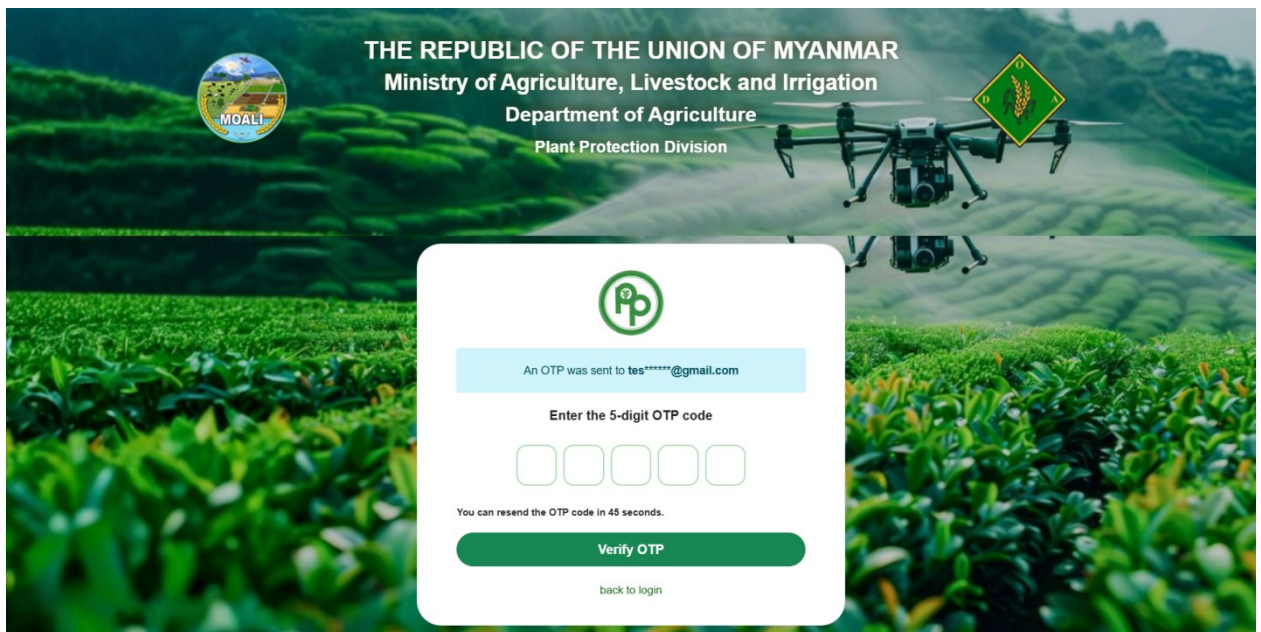 THE REPUBLIC OF THE UNION OF MYANMAR
Ministry of Agriculture, Livestock and Irrigation
Department of Agriculture
Plant Protection Division
MOALI
O
D A
Pp
An OTP was sent to tes******@gmail.com
Enter the 5-digit OTP code
You can resend the OTP code in 45 seconds.
Verify OTP
back to login